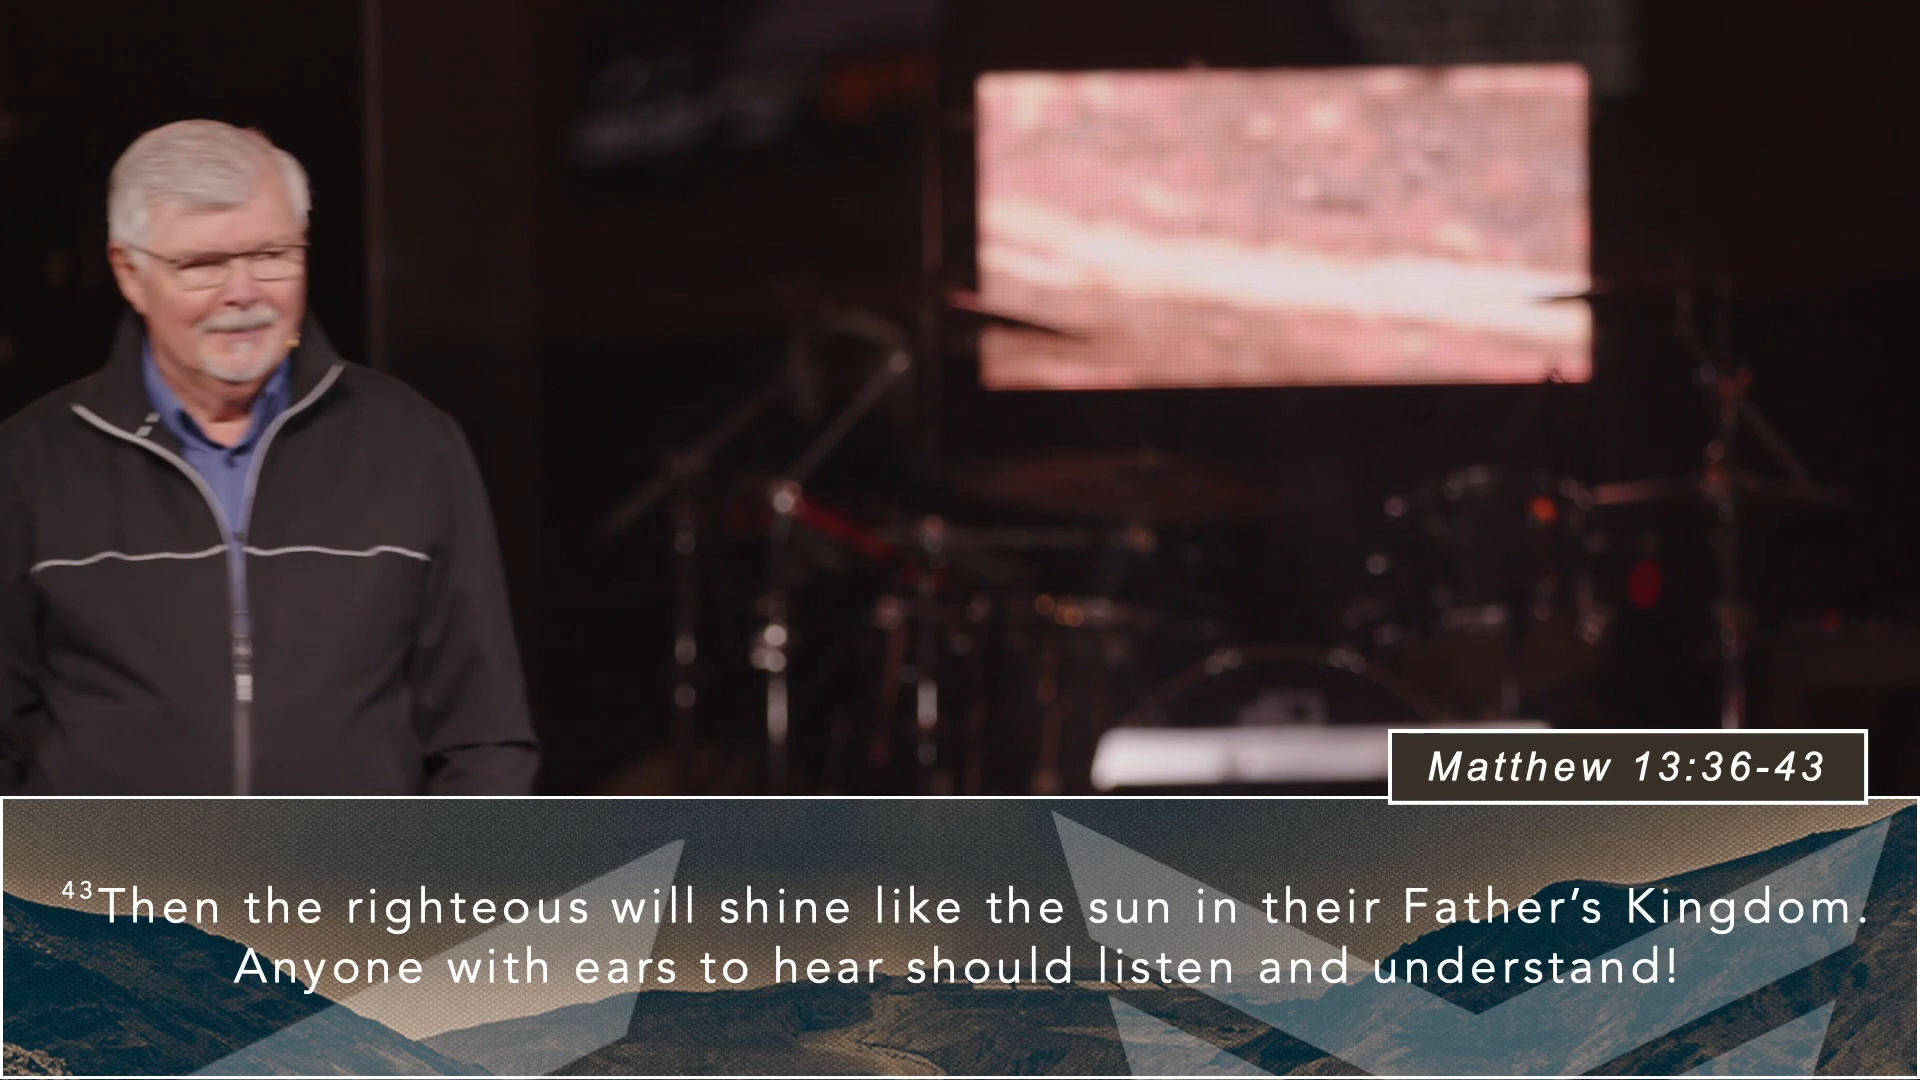 Matthew 13:36-43
⁴³Then the righteous will shine like the sun in their Father’s Kingdom.
Anyone with ears to hear should listen and understand!